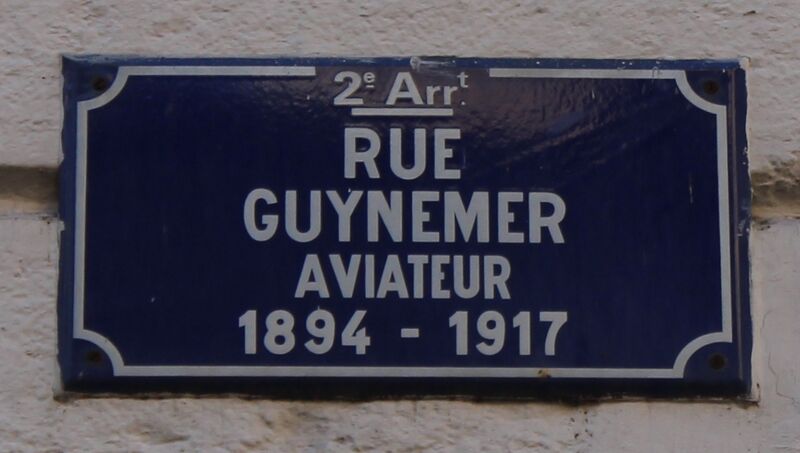 2e Arrt.
RUE
GUYNEMER
AVIATEUR
1894 - 1917